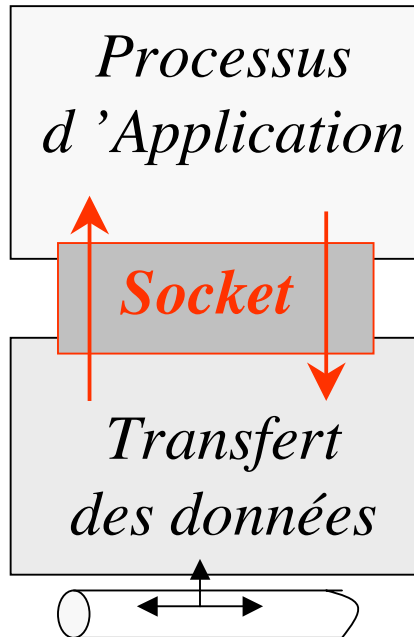 Processus
d ’Application
Socket
Transfert
des données